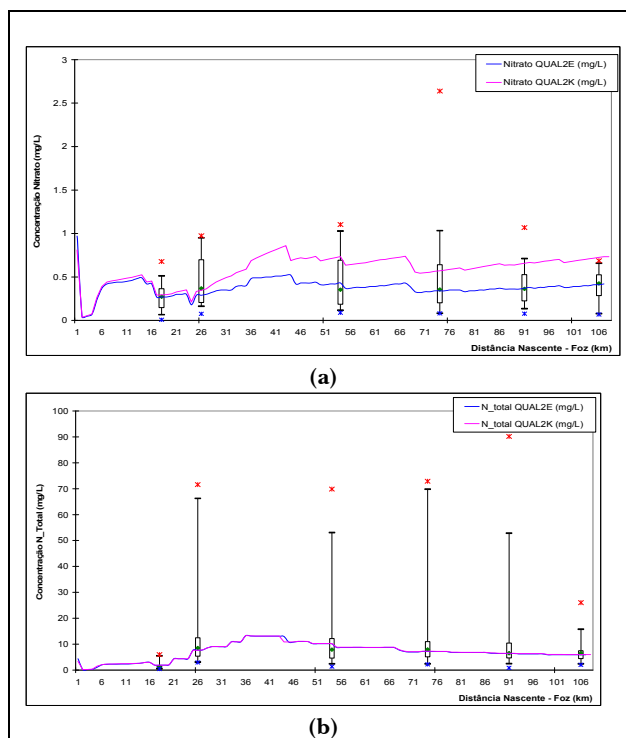 Nitrato QUAL2E (mg/L)
Nitrato QUAL2K (mg/L)
Concentração Nitrato (mg/L)
3
2.5
2
1.5
1
0.5
0
1 6 11 16 21 26 31 36 41 46 51 56 61 66 71 76 81 86 91 96 101 106
Distância Nascente - Foz (km)
(a)
N_total QUAL2E (mg/L)
N_total QUAL2K (mg/L)
Concentração N_Total (mg/L)
100
90
80
70
60
50
40
30
20
10
0
1 6 11 16 21 26 31 36 41 46 51 56 61 66 71 76 81 86 91 96 101 106
Distância Nascente - Foz (km)
(b)